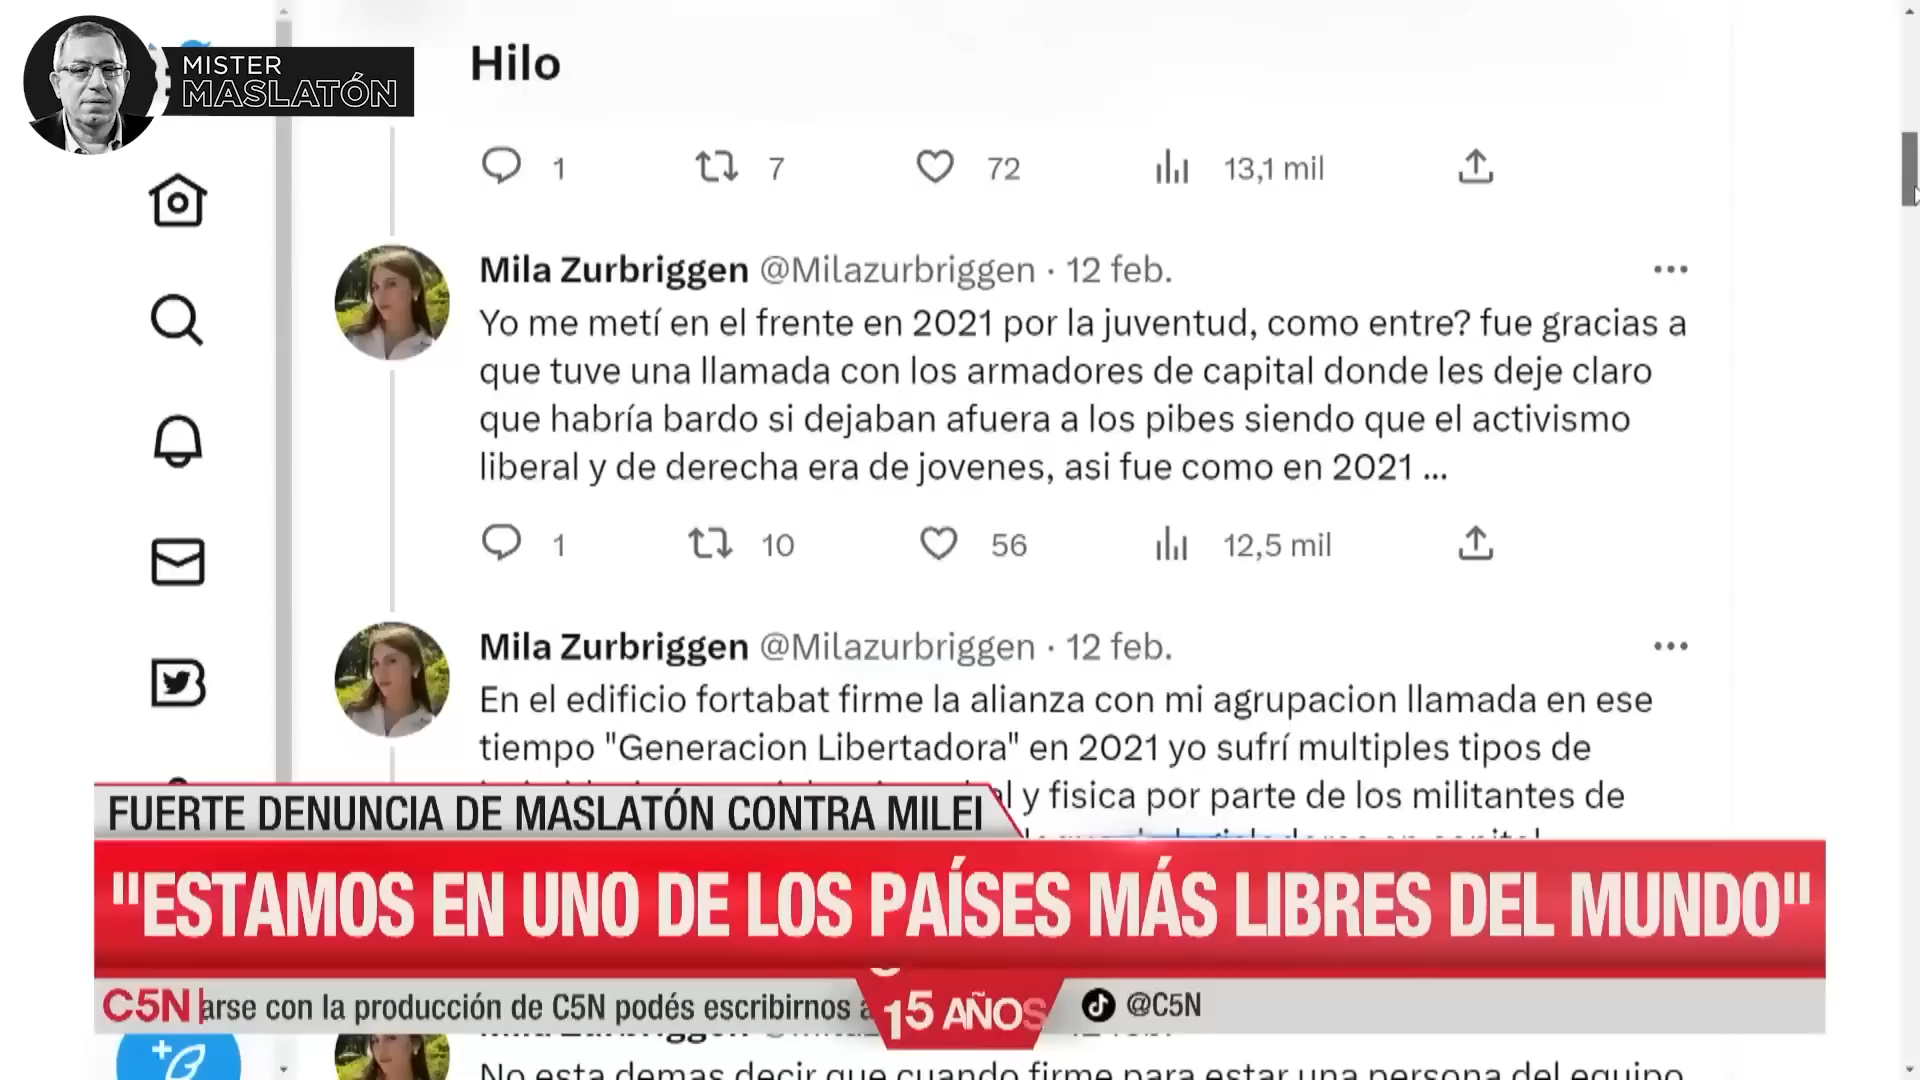 MISTER
MASLATÓN
Hilo
1 7 72 13,1 mil
Mila Zurbriggen @Milazurbriggen · 12 feb.
Yo me metí en el frente en 2021 por la juventud, como entre? fue gracias a
que tuve una llamada con los armadores de capital donde les deje claro
que habría bardo si dejaban afuera a los pibes siendo que el activismo
liberal y de derecha era de jovenes, asi fue como en 2021 ...
1 10 56 12,5 mil
Mila Zurbriggen @Milazurbriggen · 12 feb.
En el edificio fortabat firme la alianza con mi agrupacion llamada en ese
tiempo "Generacion Libertadora" en 2021 yo sufrí multiples tipos de
y fisica por parte de los militantes de
FUERTE DENUNCIA DE MASLATÓN CONTRA MILEI
"ESTAMOS EN UNO DE LOS PAÍSES MÁS LIBRES DEL MUNDO"
C5N arse con la producción de C5N podés escribirnos a 15 AÑOS @C5N
No esta demas decir que cuando firme para estar una persona del equipo